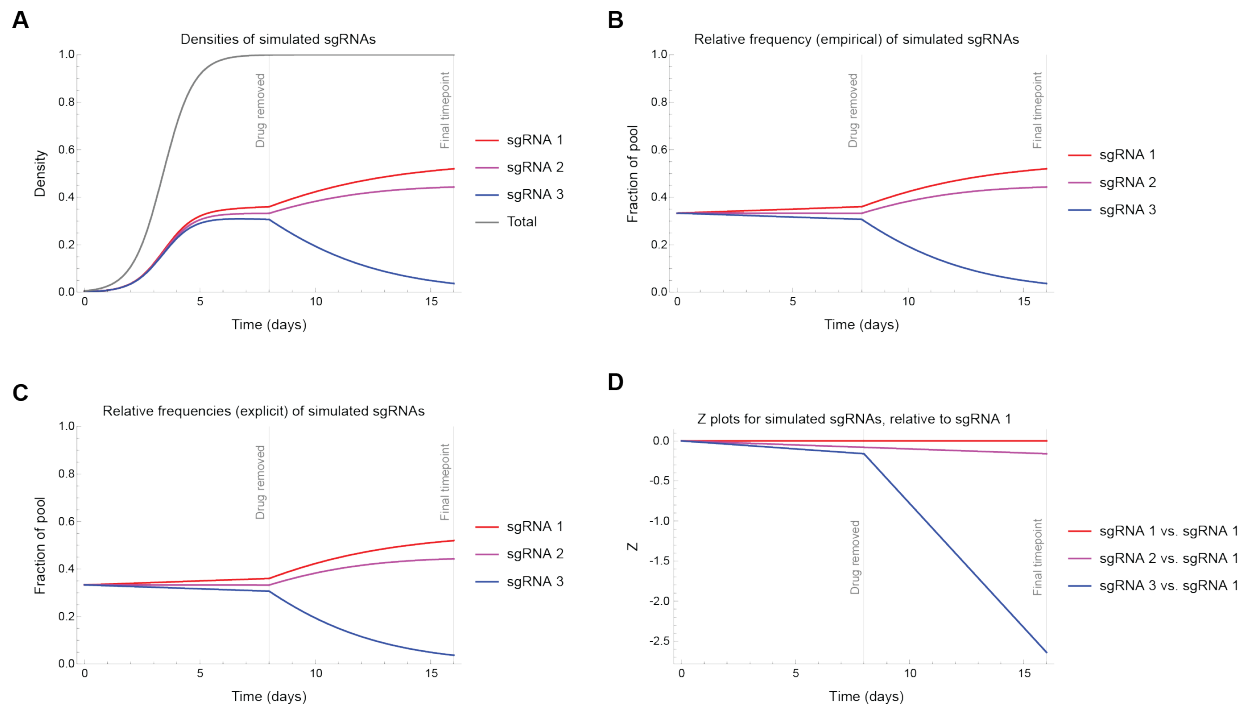 A
Densities of simulated sgRNAs
1.0
0.8
0.6
0.4
0.2
0.0
Density
Drug removed
Final timepoint
0
5
10
15
Time (days)
sgRNA 1
sgRNA 2
sgRNA 3
Total
B
Relative frequency (empirical) of simulated sgRNAs
1.0
0.8
0.6
0.4
0.2
0.0
Fraction of pool
Drug removed
Final timepoint
0
5
10
15
Time (days)
sgRNA 1
sgRNA 2
sgRNA 3
C
Relative frequencies (explicit) of simulated sgRNAs
1.0
0.8
0.6
0.4
0.2
0.0
Fraction of pool
Drug removed
Final timepoint
0
5
10
15
Time (days)
sgRNA 1
sgRNA 2
sgRNA 3
D
Z plots for simulated sgRNAs, relative to sgRNA 1
0.0
-0.5
-1.0
-1.5
-2.0
-2.5
Z
Drug removed
Final timepoint
0
5
10
15
Time (days)
sgRNA 1 vs. sgRNA 1
sgRNA 2 vs. sgRNA 1
sgRNA 3 vs. sgRNA 1